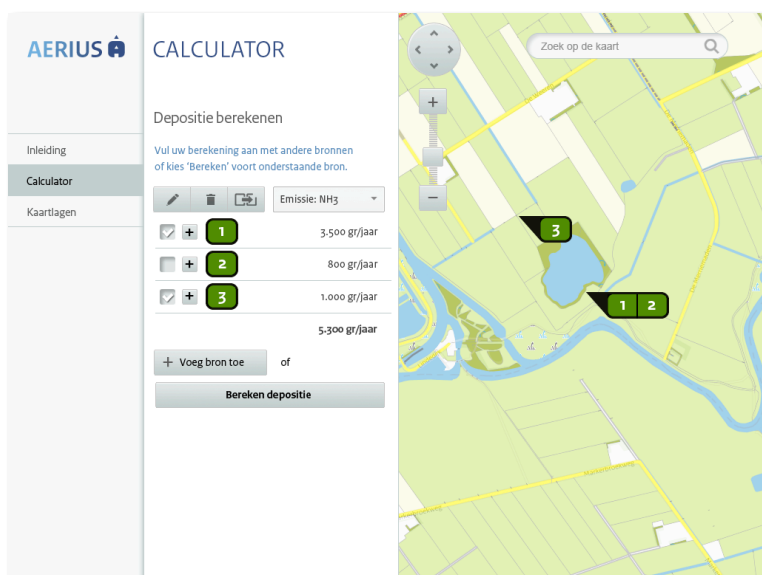 AERIUS
CALCULATOR
Zoek op de kaart
Depositie berekenen
Inleiding
Calculator
Kaartlagen
Vul uw berekening aan met andere bronnen
of kies 'Bereken' voort onderstaande bron.
Emissie: NH3
1 3.500 gr/jaar
2 800 gr/jaar
3 1.000 gr/jaar
5.300 gr/jaar
+ Voeg bron toe of
Bereken depositie
+
−
3
1 2